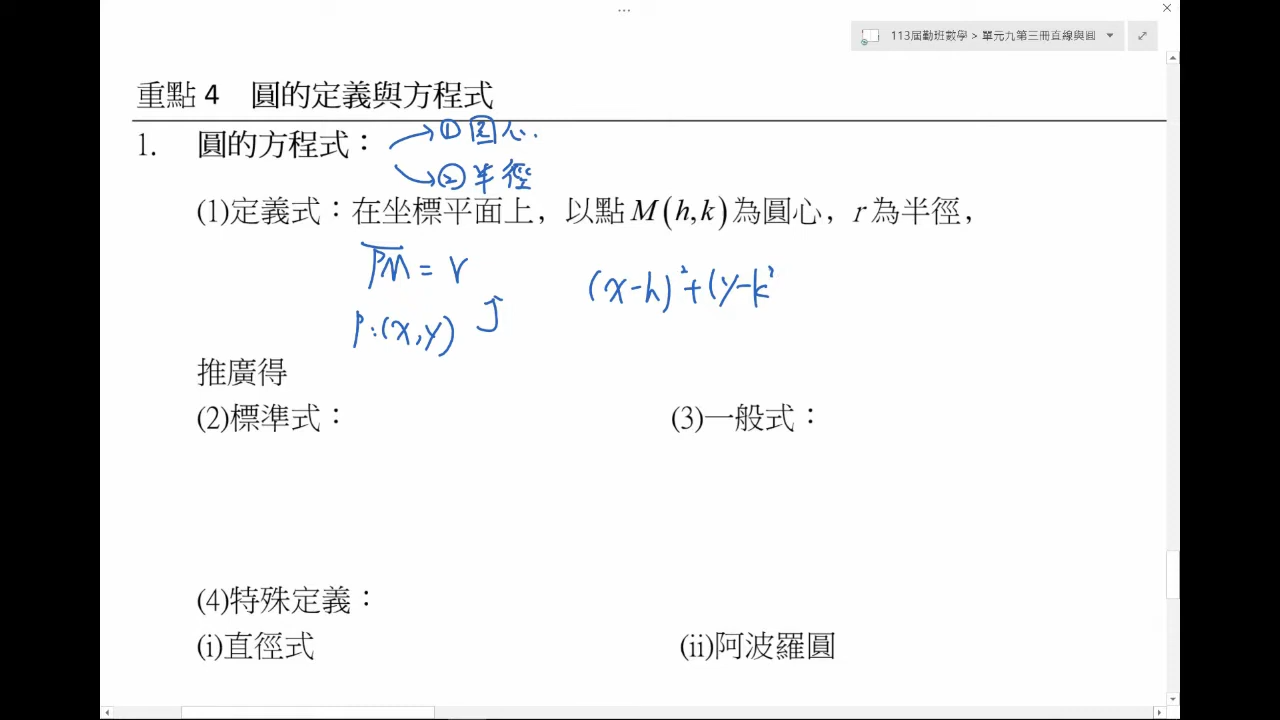 113屆勤班數學 > 單元九第三冊直線與圓
重點 4 圓的定義與方程式
1. 圓的方程式：
① 圓心.
② 半徑
(1)定義式：在坐標平面上，以點 M(h,k) 為圓心，r 為半徑，
PM = r
(x-h)²+(y-k²
P:(x,y)
推廣得
(2)標準式：
(3)一般式：
(4)特殊定義：
(i)直徑式
(ii)阿波羅圓